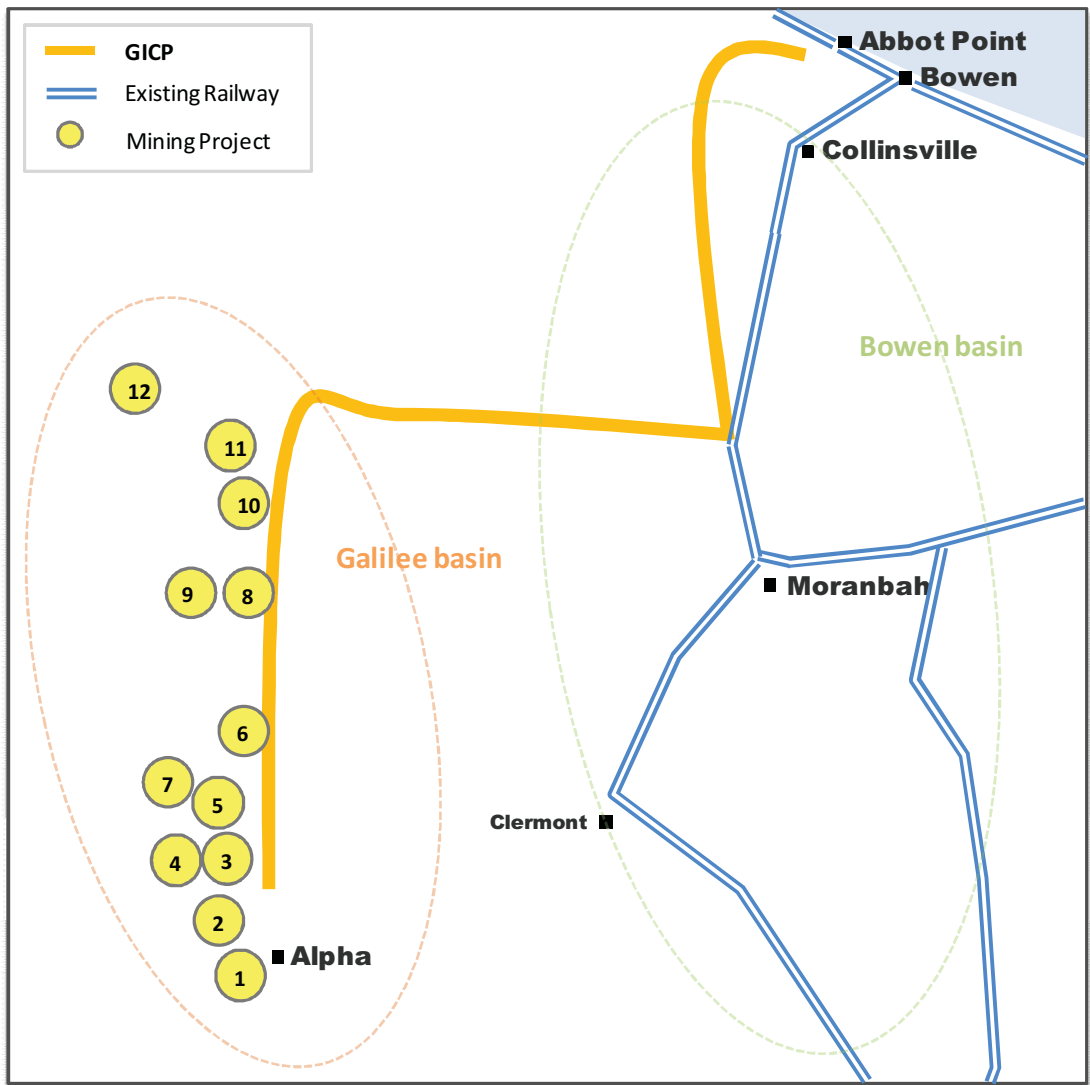 GICP
Existing Railway
Mining Project
Abbot Point
Bowen
Collinsville
Bowen basin
12
11
10
Galilee basin
9
8
Moranbah
6
7
5
Clermont
4
3
2
Alpha
1